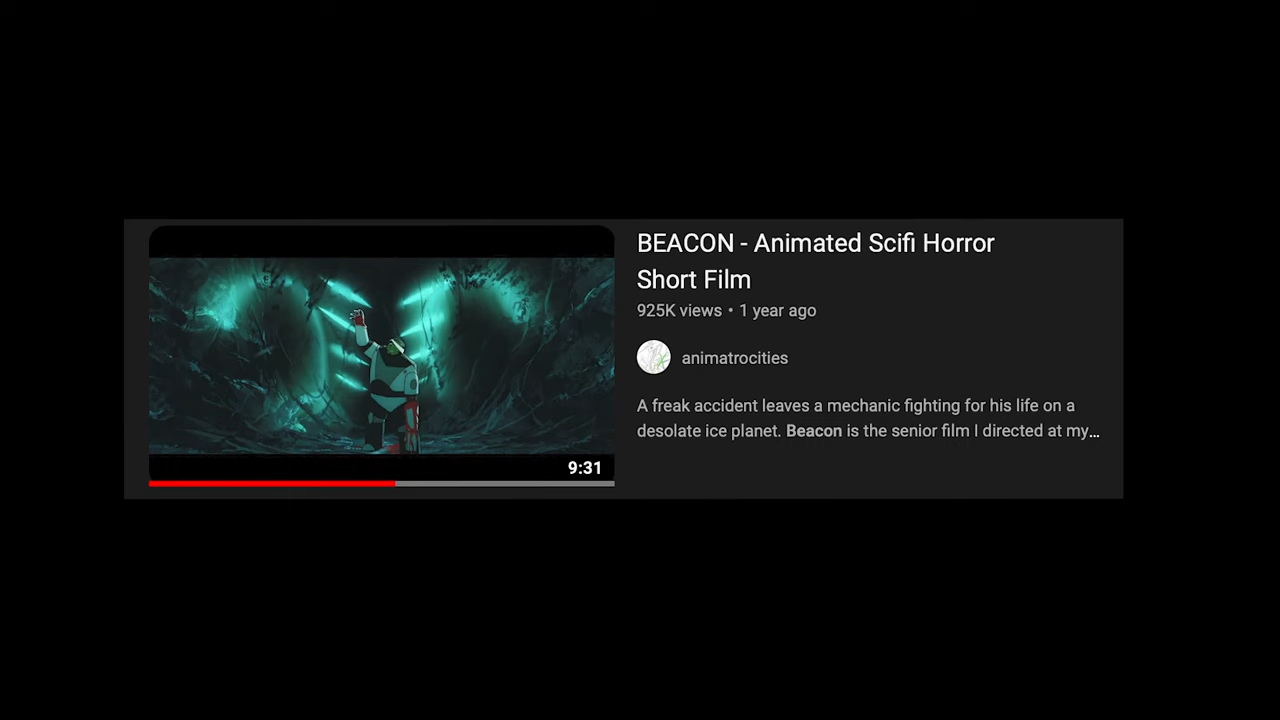 BEACON - Animated Scifi Horror
Short Film
925K views • 1 year ago
animatrocities
A freak accident leaves a mechanic fighting for his life on a
desolate ice planet. Beacon is the senior film I directed at my...
9:31